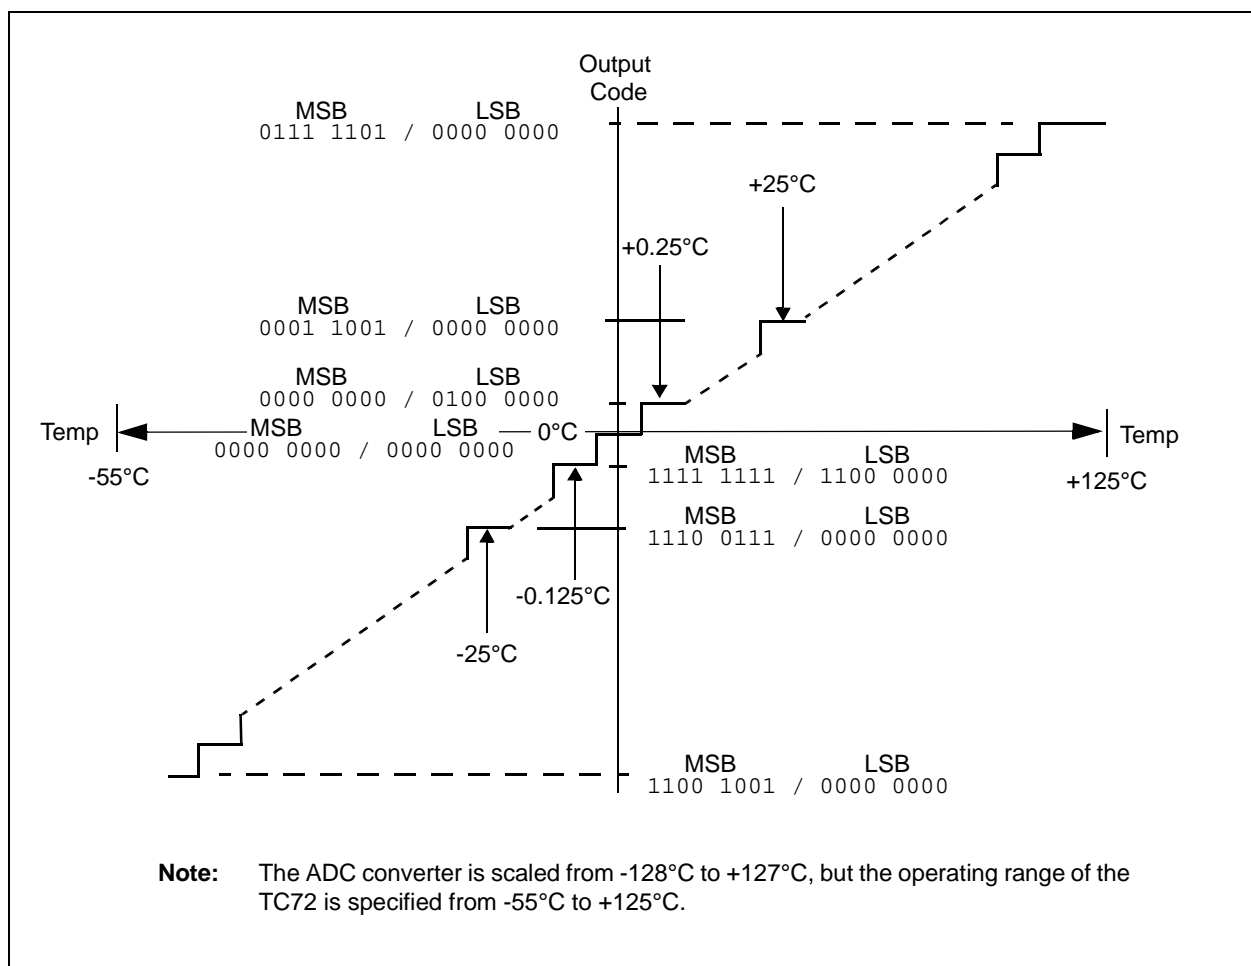 Output
Code
MSB LSB
0111 1101 / 0000 0000
+25°C
+0.25°C
MSB LSB
0001 1001 / 0000 0000
MSB LSB
0000 0000 / 0100 0000
Temp MSB LSB 0°C Temp
0000 0000 / 0000 0000
-55°C
+125°C
MSB LSB
1111 1111 / 1100 0000
MSB LSB
1110 0111 / 0000 0000
-0.125°C
-25°C
MSB LSB
1100 1001 / 0000 0000
Note: The ADC converter is scaled from -128°C to +127°C, but the operating range of the
TC72 is specified from -55°C to +125°C.